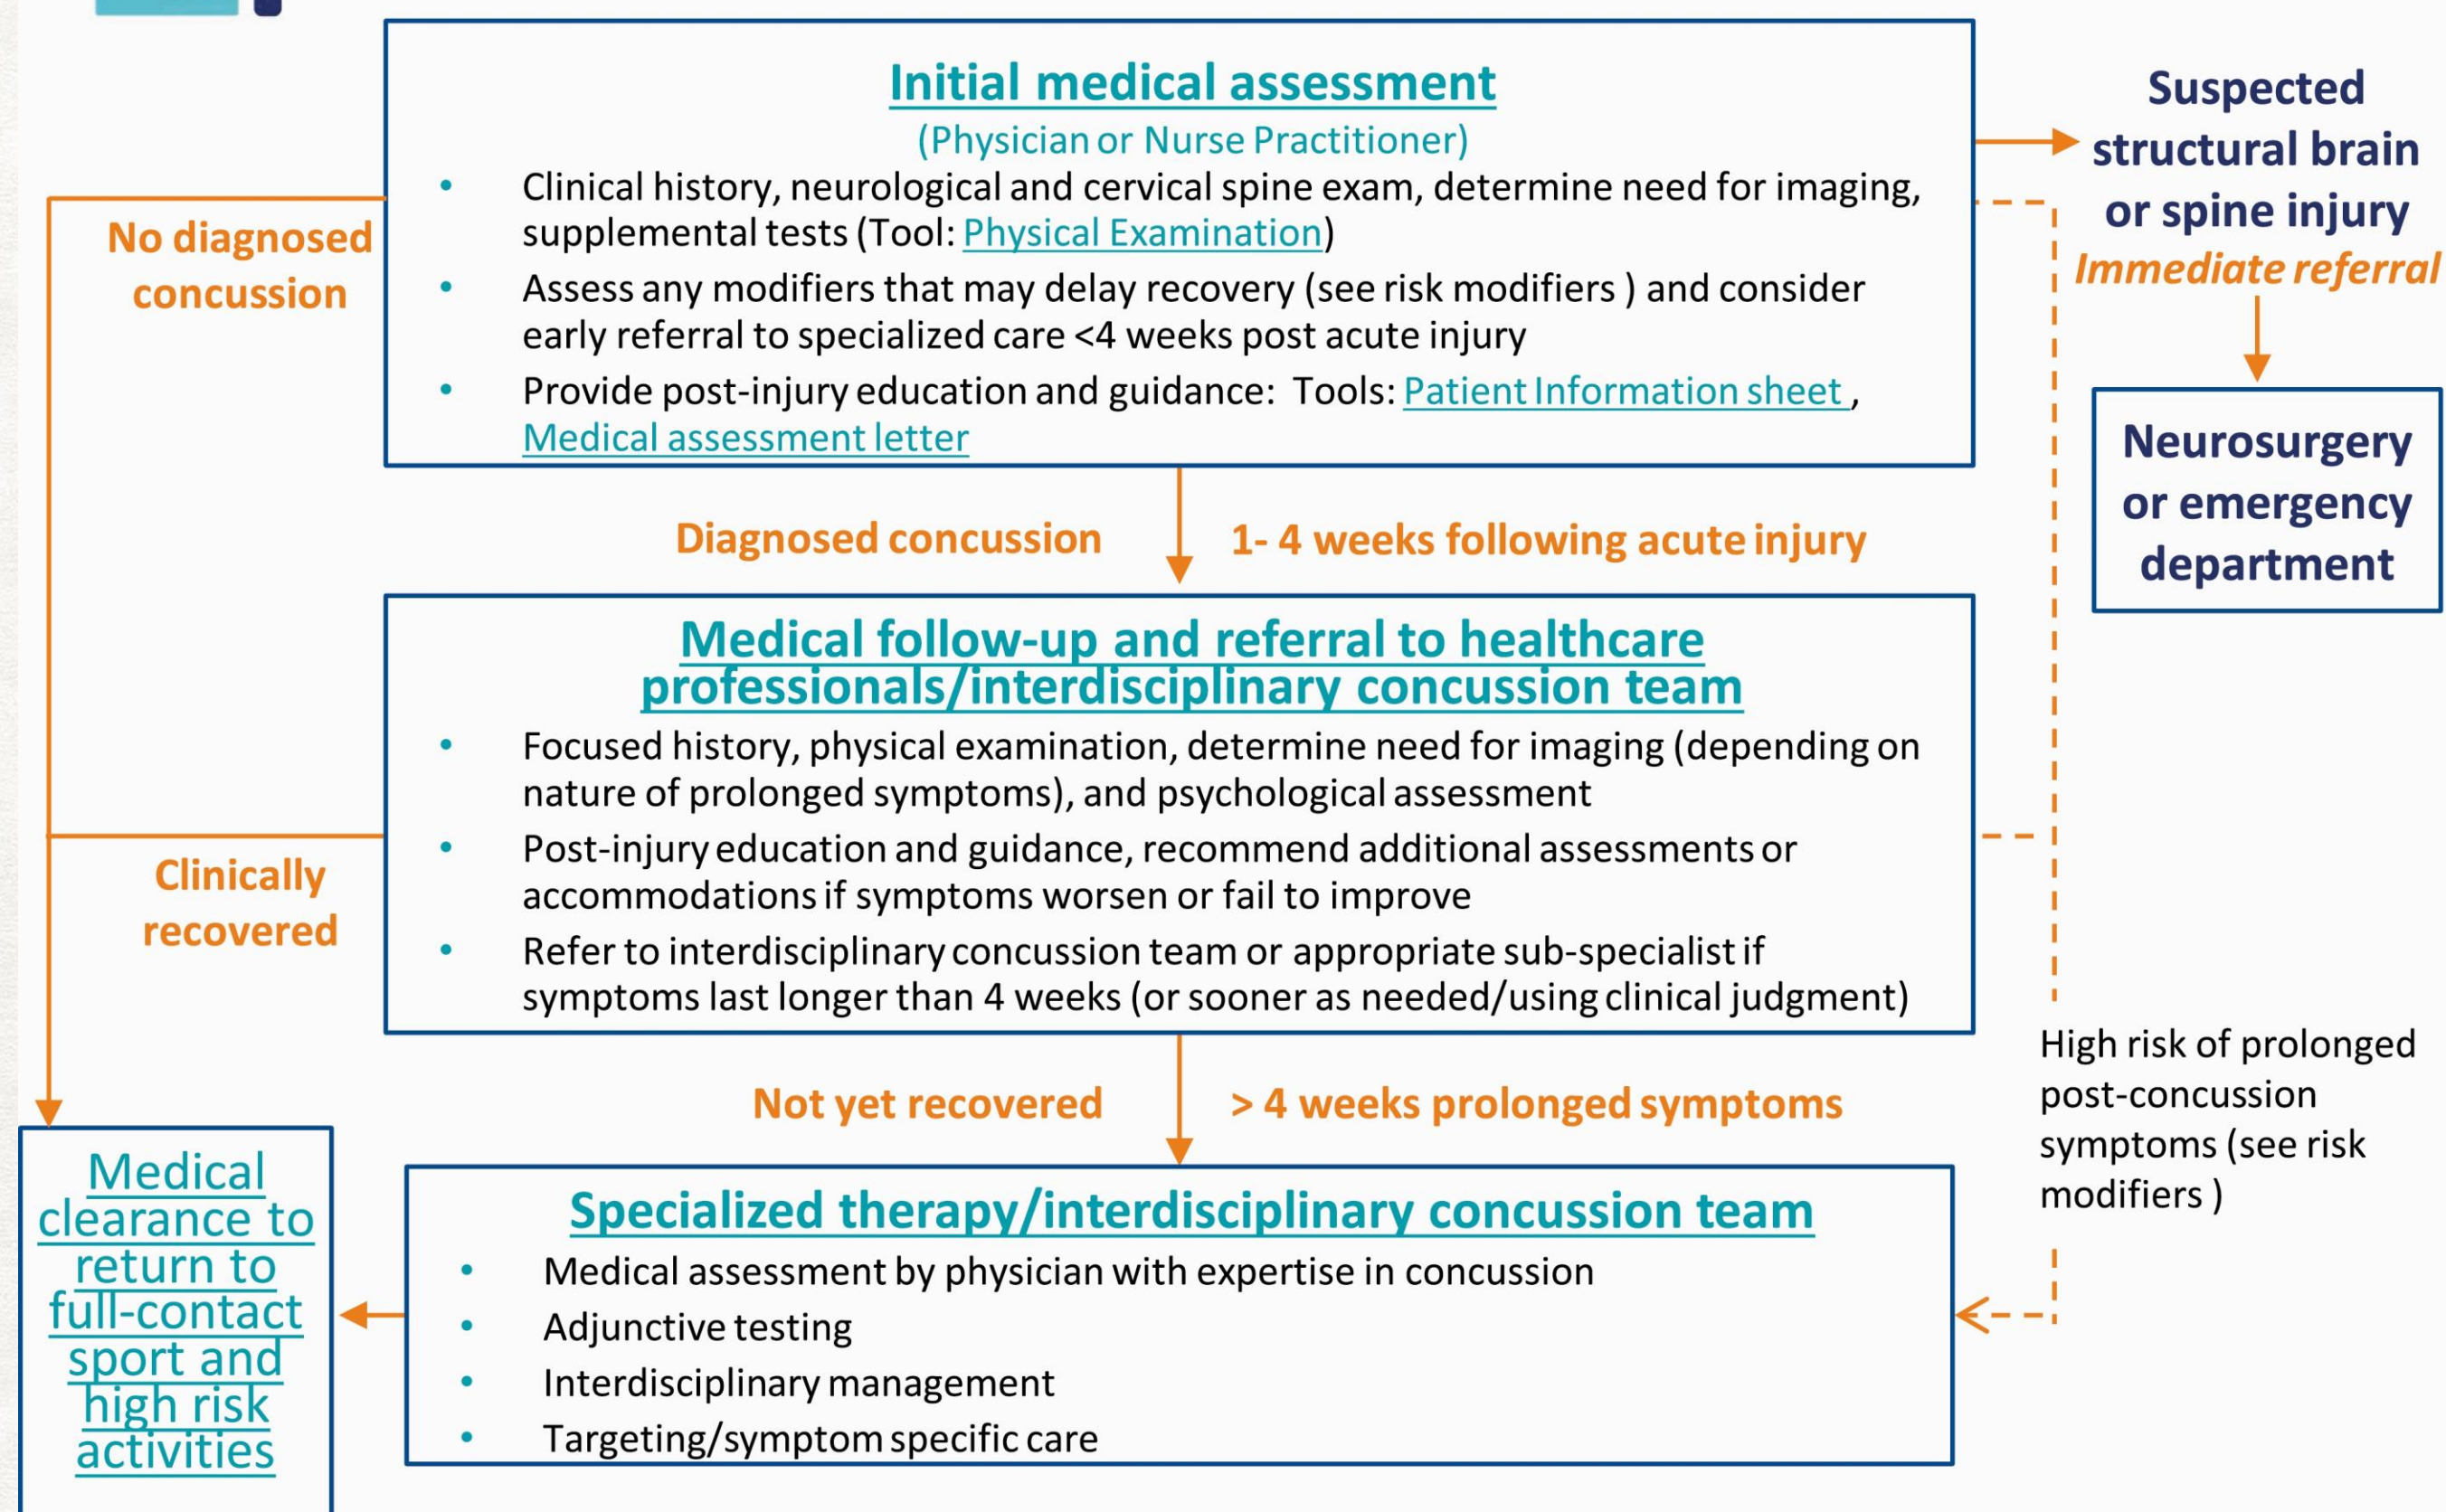 Initial medical assessment
(Physician or Nurse Practitioner)
• Clinical history, neurological and cervical spine exam, determine need for imaging,
supplemental tests (Tool: Physical Examination)
• Assess any modifiers that may delay recovery (see risk modifiers ) and consider
early referral to specialized care <4 weeks post acute injury
• Provide post-injury education and guidance: Tools: Patient Information sheet ,
Medical assessment letter
Suspected
structural brain
or spine injury
Immediate referral
Neurosurgery
or emergency
department
No diagnosed
concussion
Diagnosed concussion
1- 4 weeks following acute injury
Medical follow-up and referral to healthcare
professionals/interdisciplinary concussion team
• Focused history, physical examination, determine need for imaging (depending on
nature of prolonged symptoms), and psychological assessment
• Post-injury education and guidance, recommend additional assessments or
accommodations if symptoms worsen or fail to improve
• Refer to interdisciplinary concussion team or appropriate sub-specialist if
symptoms last longer than 4 weeks (or sooner as needed/using clinical judgment)
Clinically
recovered
Not yet recovered
> 4 weeks prolonged symptoms
High risk of prolonged
post-concussion
symptoms (see risk
modifiers )
Medical
clearance to
return to
full-contact
sport and
high risk
activities
Specialized therapy/interdisciplinary concussion team
• Medical assessment by physician with expertise in concussion
• Adjunctive testing
• Interdisciplinary management
• Targeting/symptom specific care